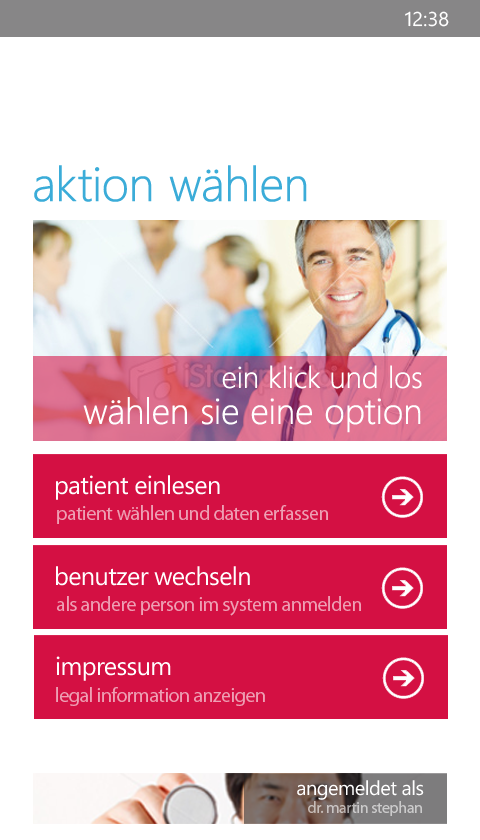 12:38
aktion wählen
ein klick und los
wählen sie eine option
patient einlesen
patient wählen und daten erfassen
benutzer wechseln
als andere person im system anmelden
impressum
legal information anzeigen
angemeldet als
dr. martin stephan